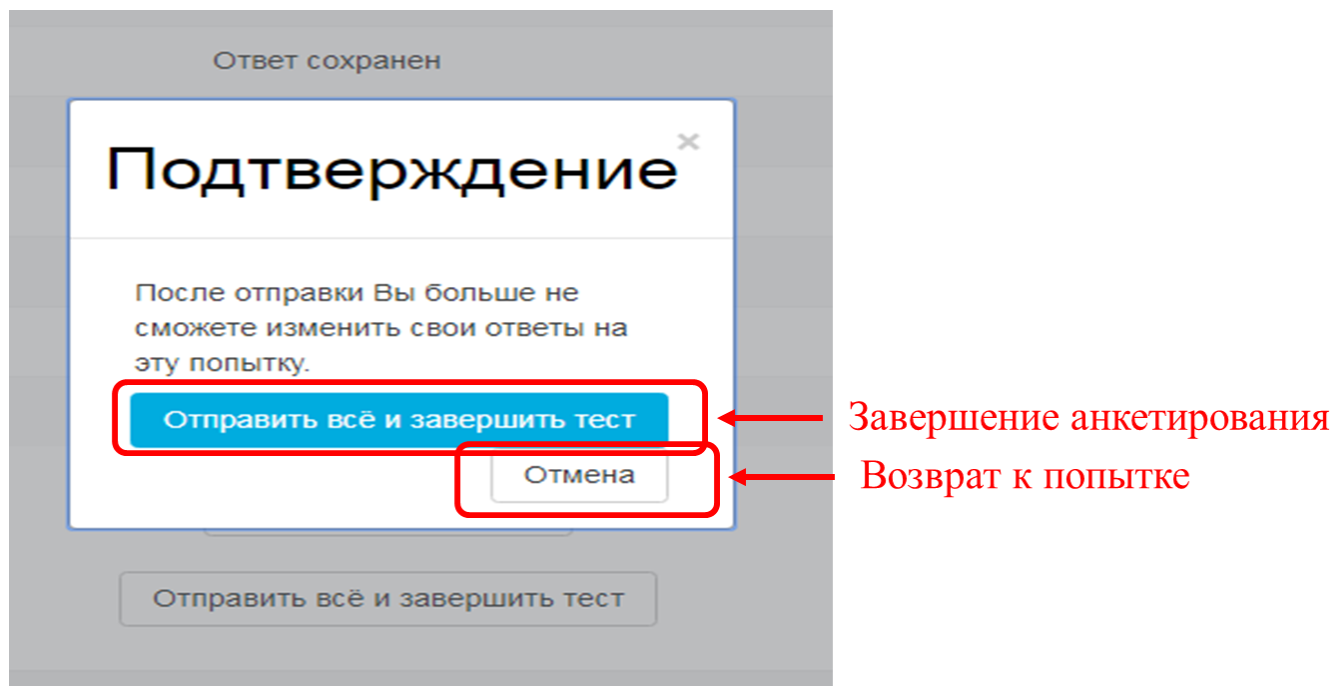 Ответ сохранен
×
Подтверждение
После отправки Вы больше не
сможете изменить свои ответы на
эту попытку.
Отправить всё и завершить тест
Завершение анкетирования
Отмена
Возврат к попытке
Отправить всё и завершить тест